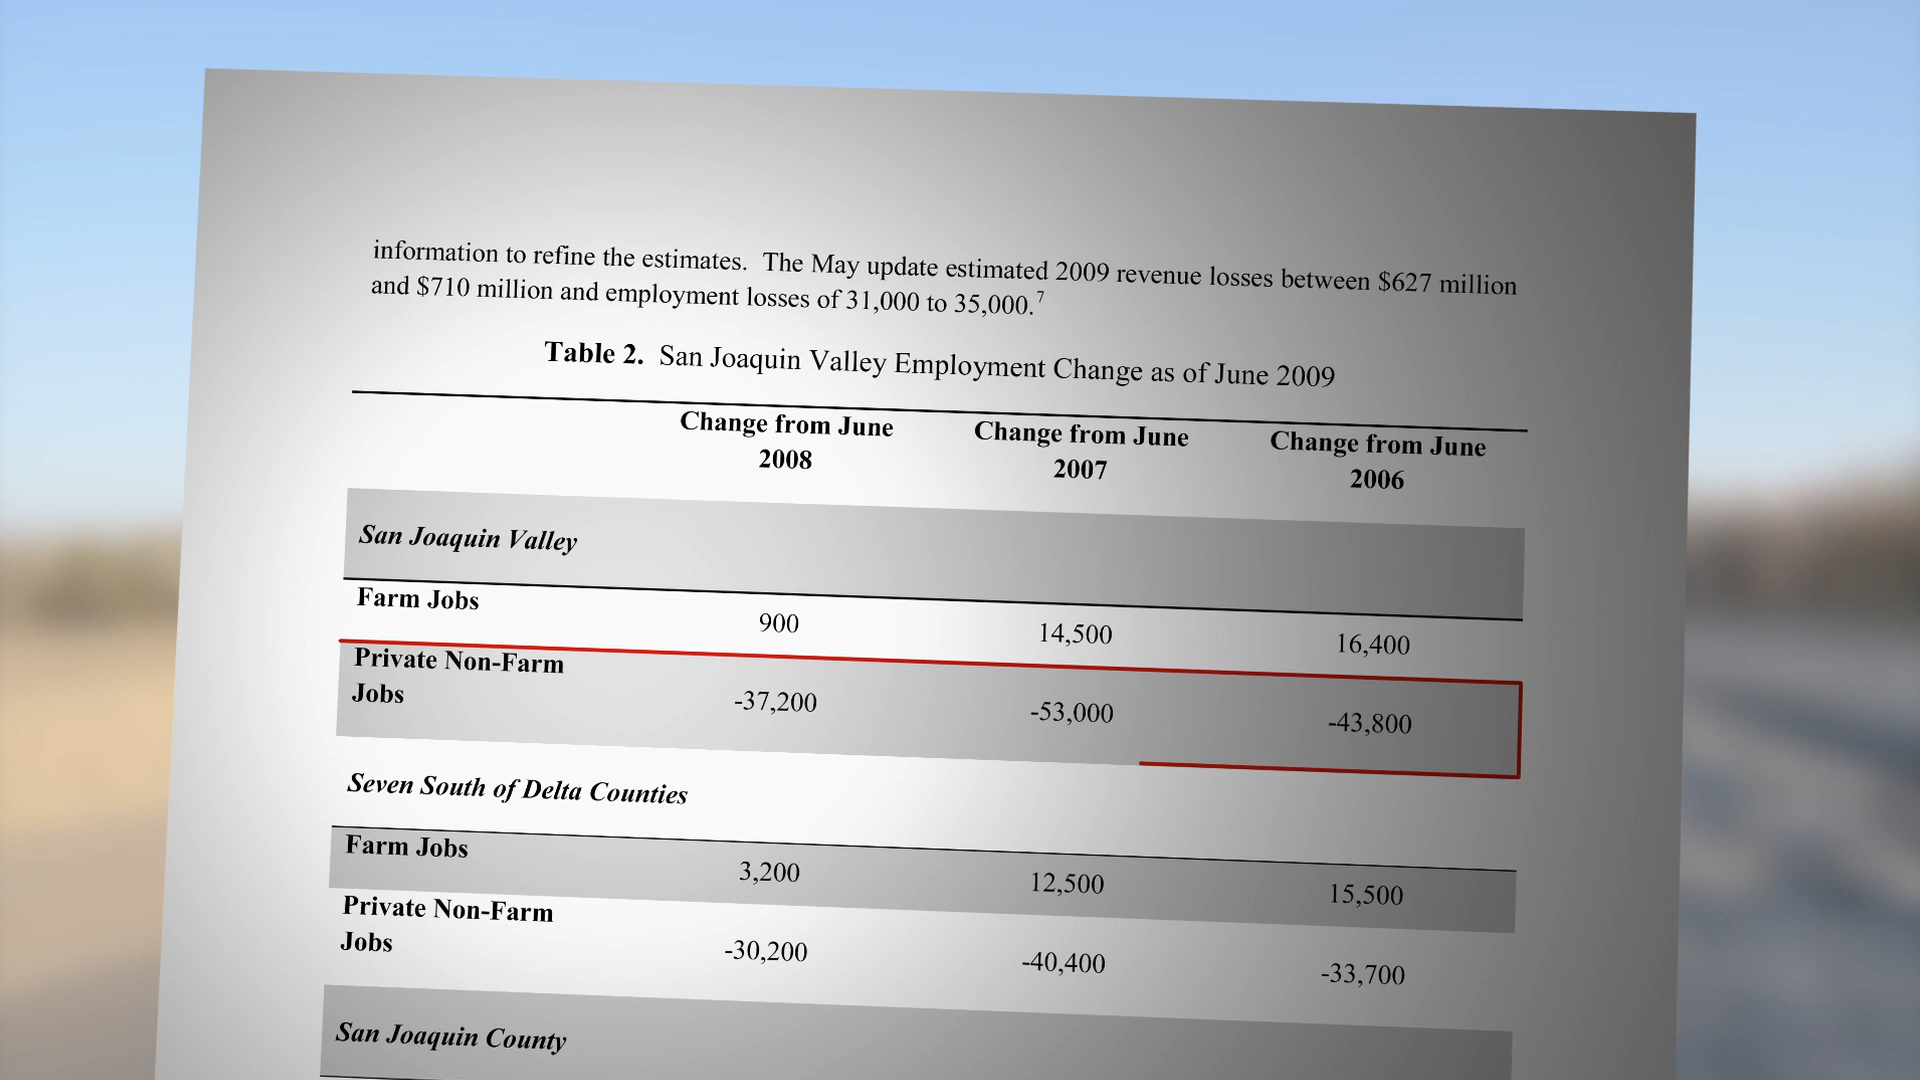 information to refine the estimates.  The May update estimated 2009 revenue losses between $627 million
and $710 million and employment losses of 31,000 to 35,000.7
Table 2.  San Joaquin Valley Employment Change as of June 2009
Change from June 2008 Change from June 2007 Change from June 2006
San Joaquin Valley
Farm Jobs 900 14,500 16,400
Private Non-Farm Jobs -37,200 -53,000 -43,800
Seven South of Delta Counties
Farm Jobs 3,200 12,500 15,500
Private Non-Farm Jobs -30,200 -40,400 -33,700
San Joaquin County